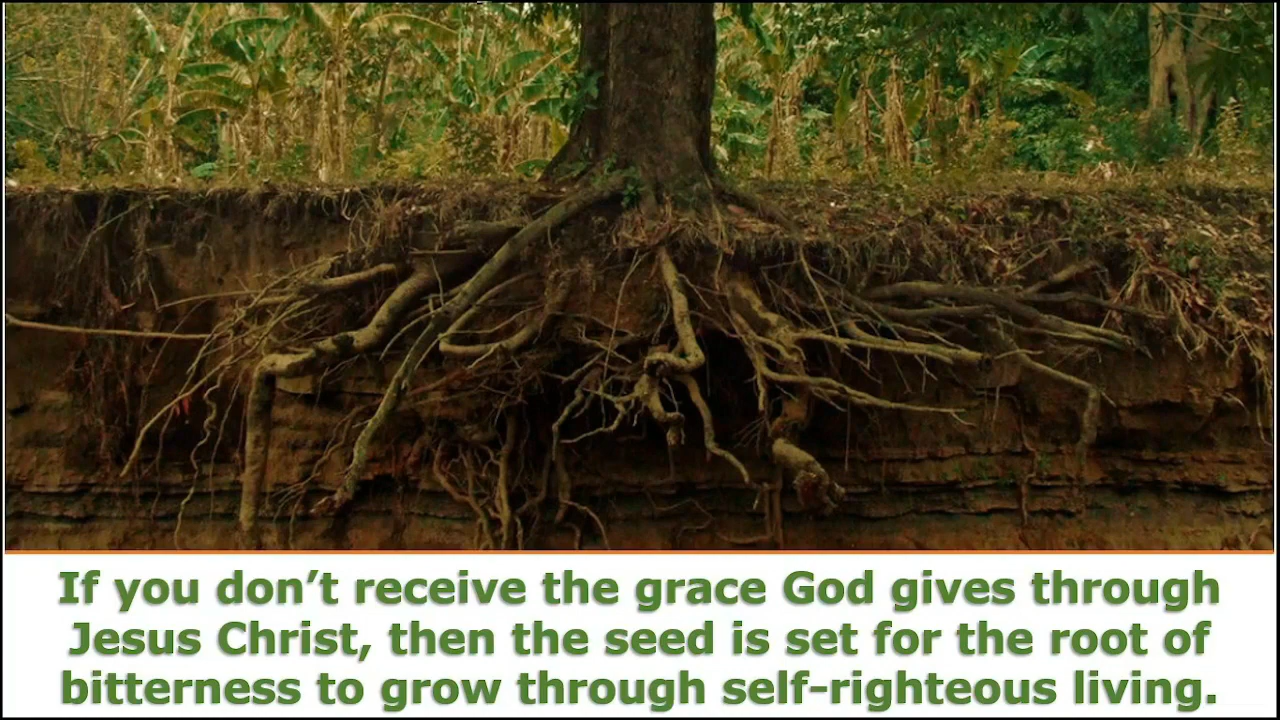 If you don’t receive the grace God gives through
Jesus Christ, then the seed is set for the root of
bitterness to grow through self-righteous living.